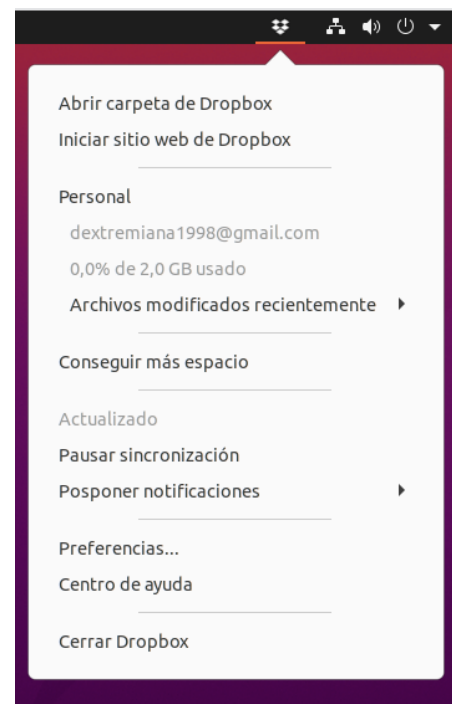 Abrir carpeta de Dropbox
Iniciar sitio web de Dropbox
Personal
dextremiana1998@gmail.com
0,0% de 2,0 GB usado
Archivos modificados recientemente
Conseguir más espacio
Actualizado
Pausar sincronización
Posponer notificaciones
Preferencias...
Centro de ayuda
Cerrar Dropbox